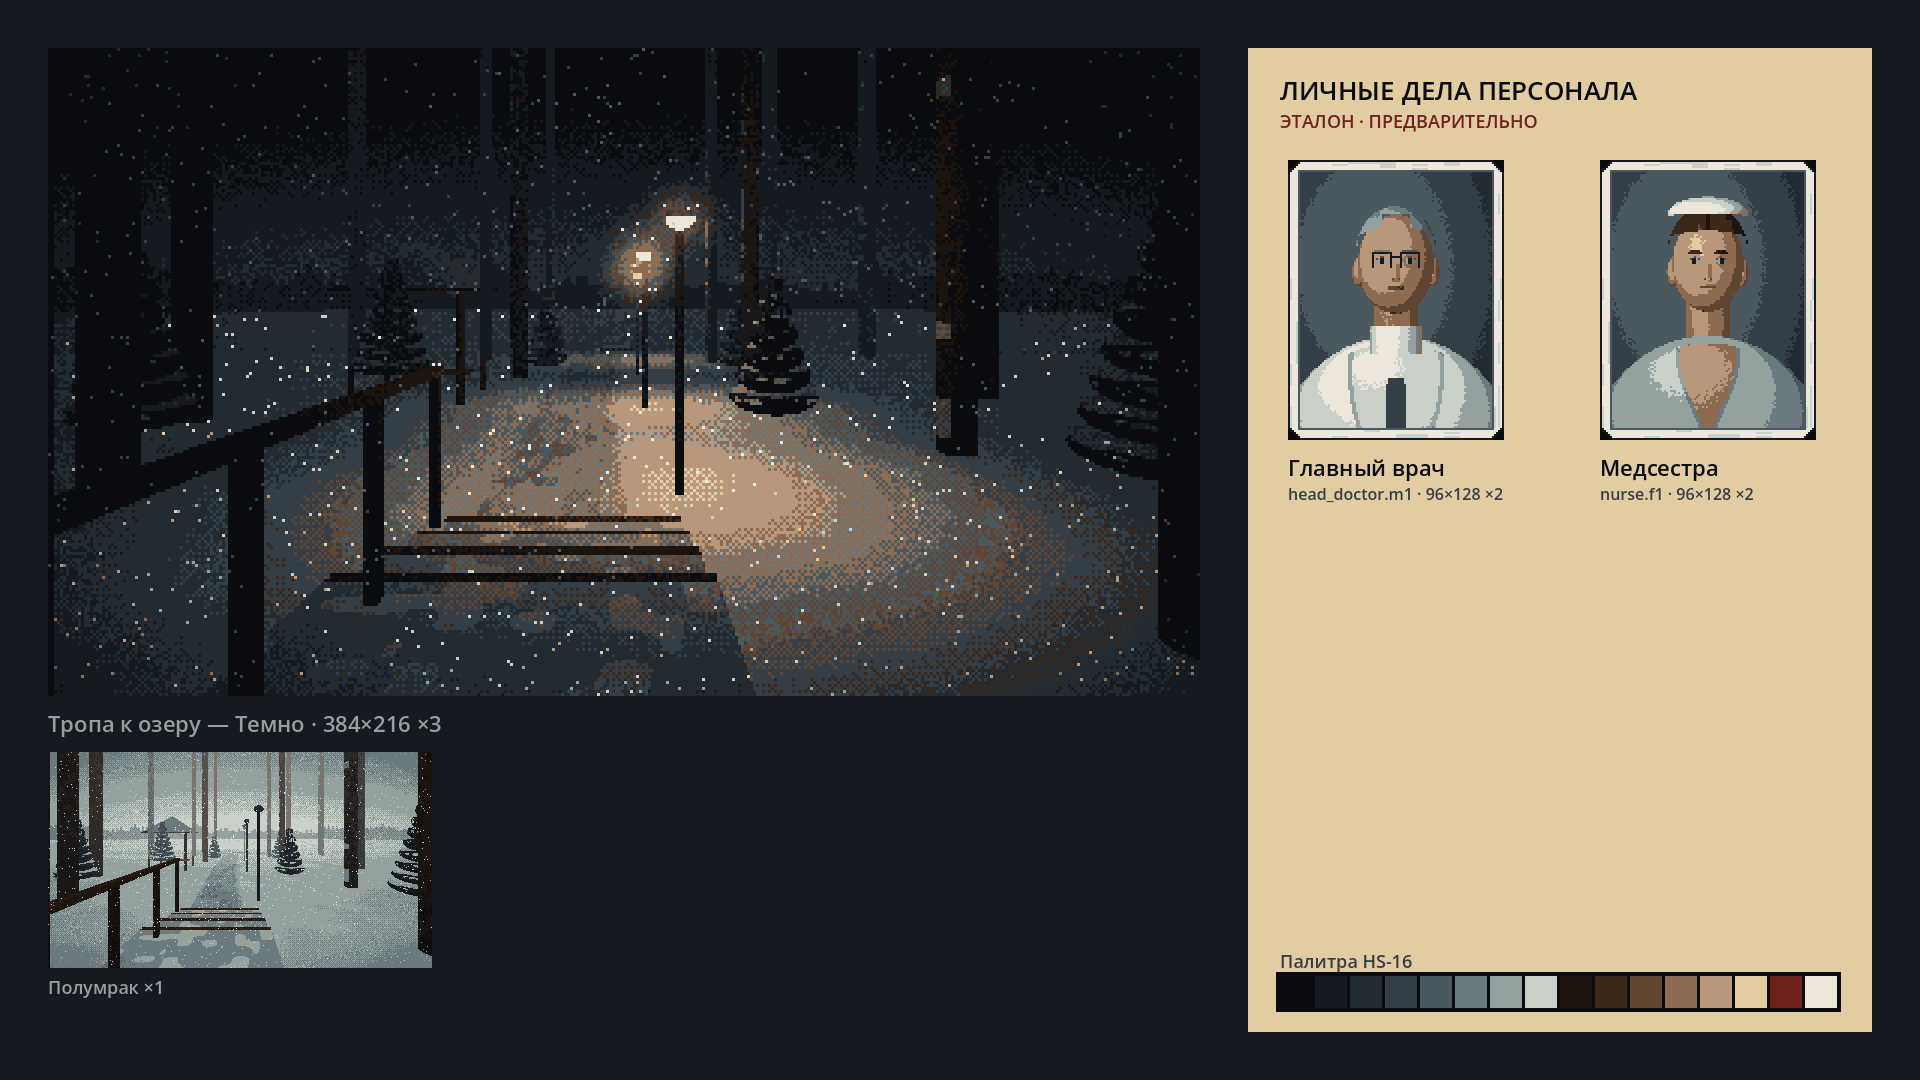 Тропа к озеру — Темно · 384×216 ×3
Полумрак ×1
ЛИЧНЫЕ ДЕЛА ПЕРСОНАЛА
ЭТАЛОН · ПРЕДВАРИТЕЛЬНО
Главный врач
head_doctor.m1 · 96×128 ×2
Медсестра
nurse.f1 · 96×128 ×2
Палитра HS-16